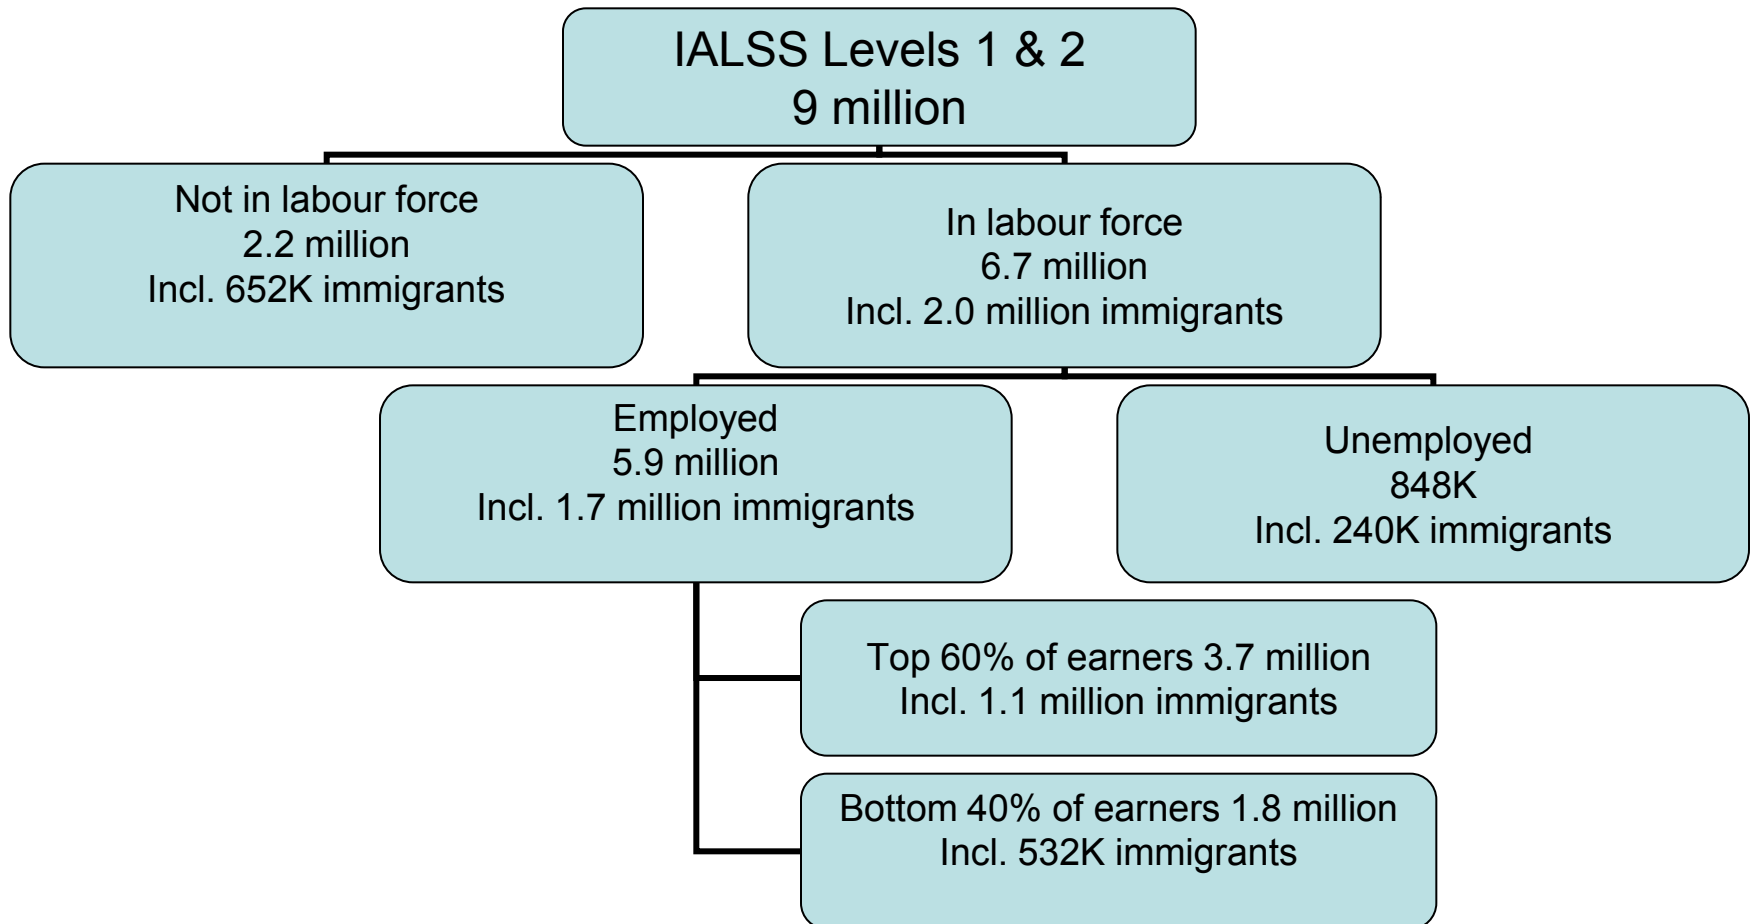 IALSS Levels 1 & 2
9 million
Not in labour force
2.2 million
Incl. 652K immigrants
In labour force
6.7 million
Incl. 2.0 million immigrants
Employed
5.9 million
Incl. 1.7 million immigrants
Unemployed
848K
Incl. 240K immigrants
Top 60% of earners 3.7 million
Incl. 1.1 million immigrants
Bottom 40% of earners 1.8 million
Incl. 532K immigrants